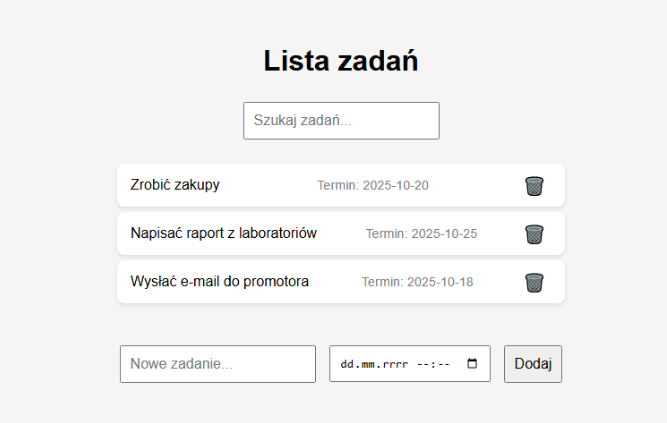 Lista zadań
Szukaj zadań...
Zrobić zakupy Termin: 2025-10-20
Napisać raport z laboratoriów Termin: 2025-10-25
Wysłać e-mail do promotora Termin: 2025-10-18
Nowe zadanie... dd.mm.rrrr --:-- Dodaj